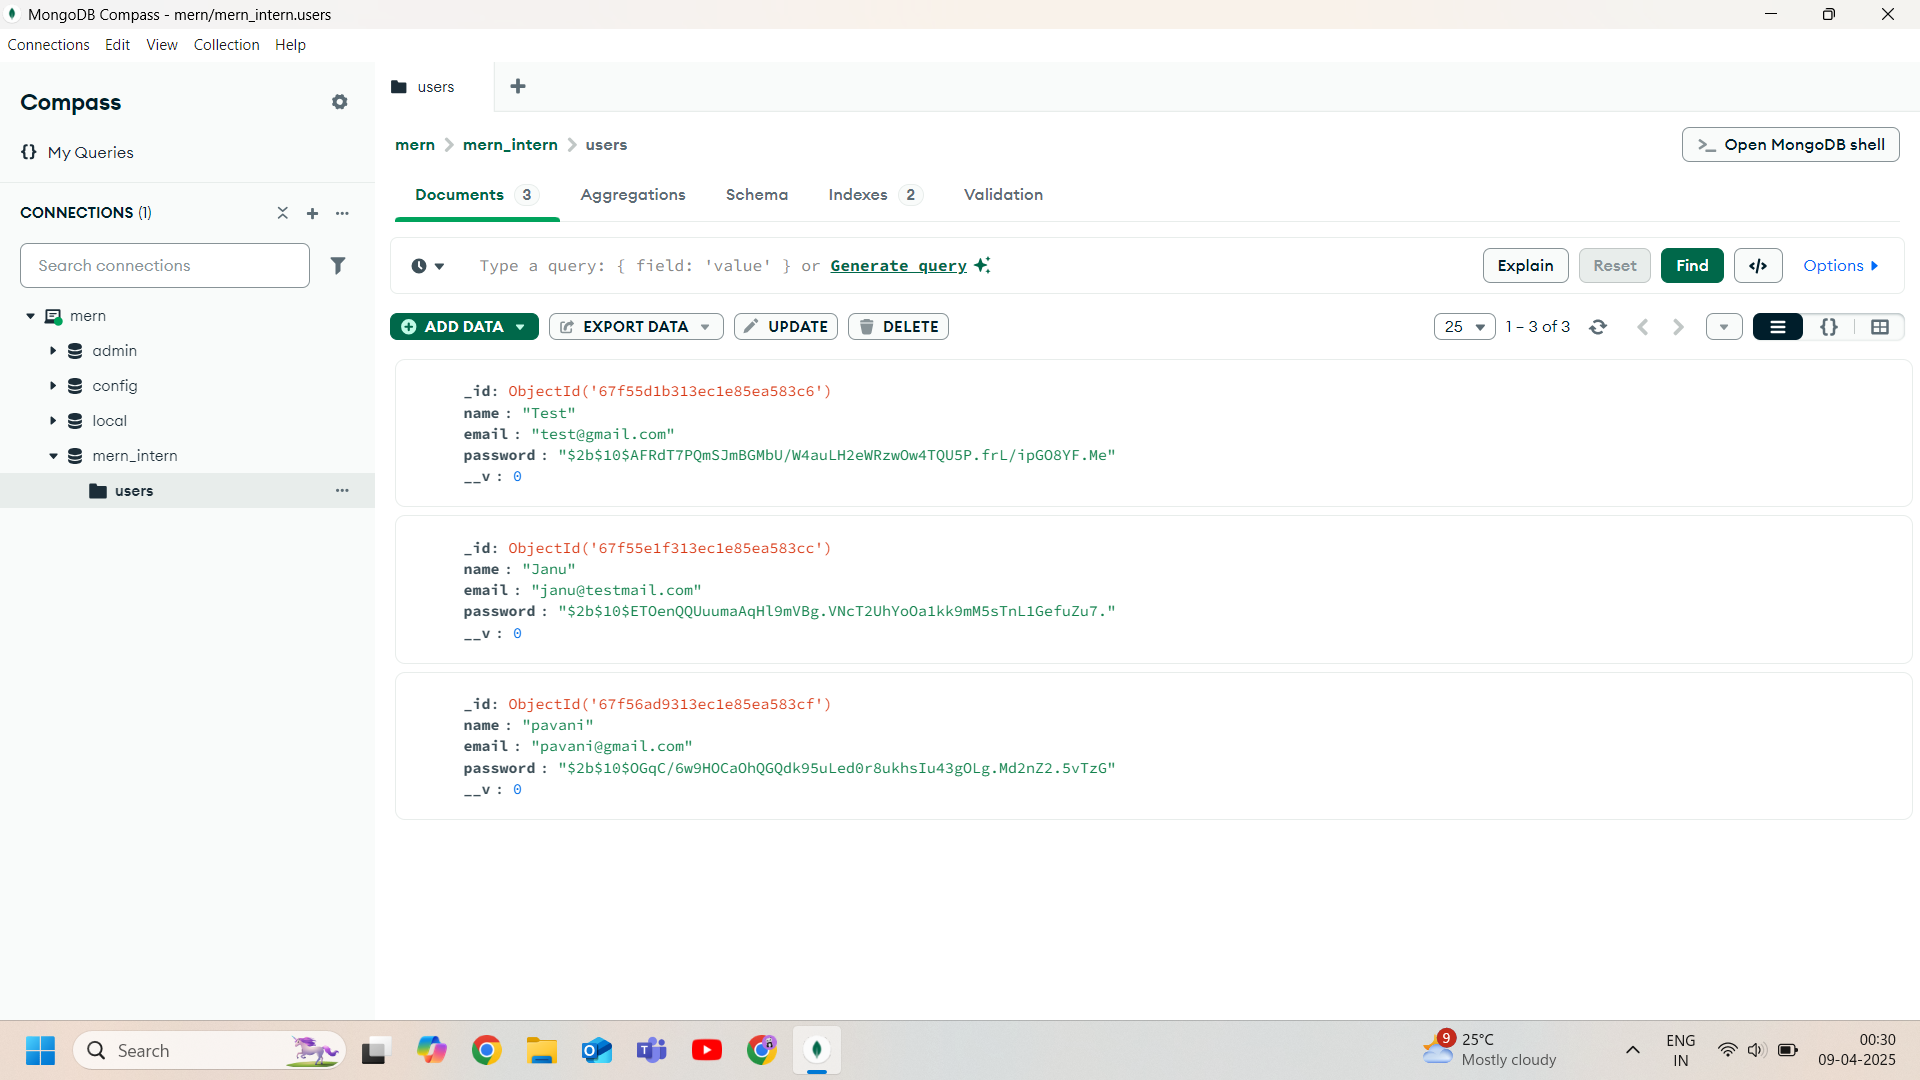 MongoDB Compass - mern/mern_intern.users
Connections Edit View Collection Help
Compass
{} My Queries
CONNECTIONS (1)
Search connections
mern
admin
config
local
mern_intern
users
users
mern > mern_intern > users
>_ Open MongoDB shell
Documents 3 Aggregations Schema Indexes 2 Validation
Type a query: { field: 'value' } or Generate query
Explain Reset Find </> Options
ADD DATA EXPORT DATA UPDATE DELETE
25 1 – 3 of 3 {}
_id: ObjectId('67f55d1b313ec1e85ea583c6')
name : "Test"
email : "test@gmail.com"
password : "$2b$10$AFRdT7PQmSJmBGMbU/W4auLH2eWRzwOw4TQU5P.frL/ipGO8YF.Me"
__v : 0
_id: ObjectId('67f55e1f313ec1e85ea583cc')
name : "Janu"
email : "janu@testmail.com"
password : "$2b$10$ETOenQQUuumaAqHl9mVBg.VNcT2UhYoOa1kk9mM5sTnL1GefuZu7."
__v : 0
_id: ObjectId('67f56ad9313ec1e85ea583cf')
name : "pavani"
email : "pavani@gmail.com"
password : "$2b$10$OGqC/6w9HOCaOhQGQdk95uLed0r8ukhsIu43gOLg.Md2nZ2.5vTzG"
__v : 0
Search
9
25°C
Mostly cloudy
ENG
IN
00:30
09-04-2025